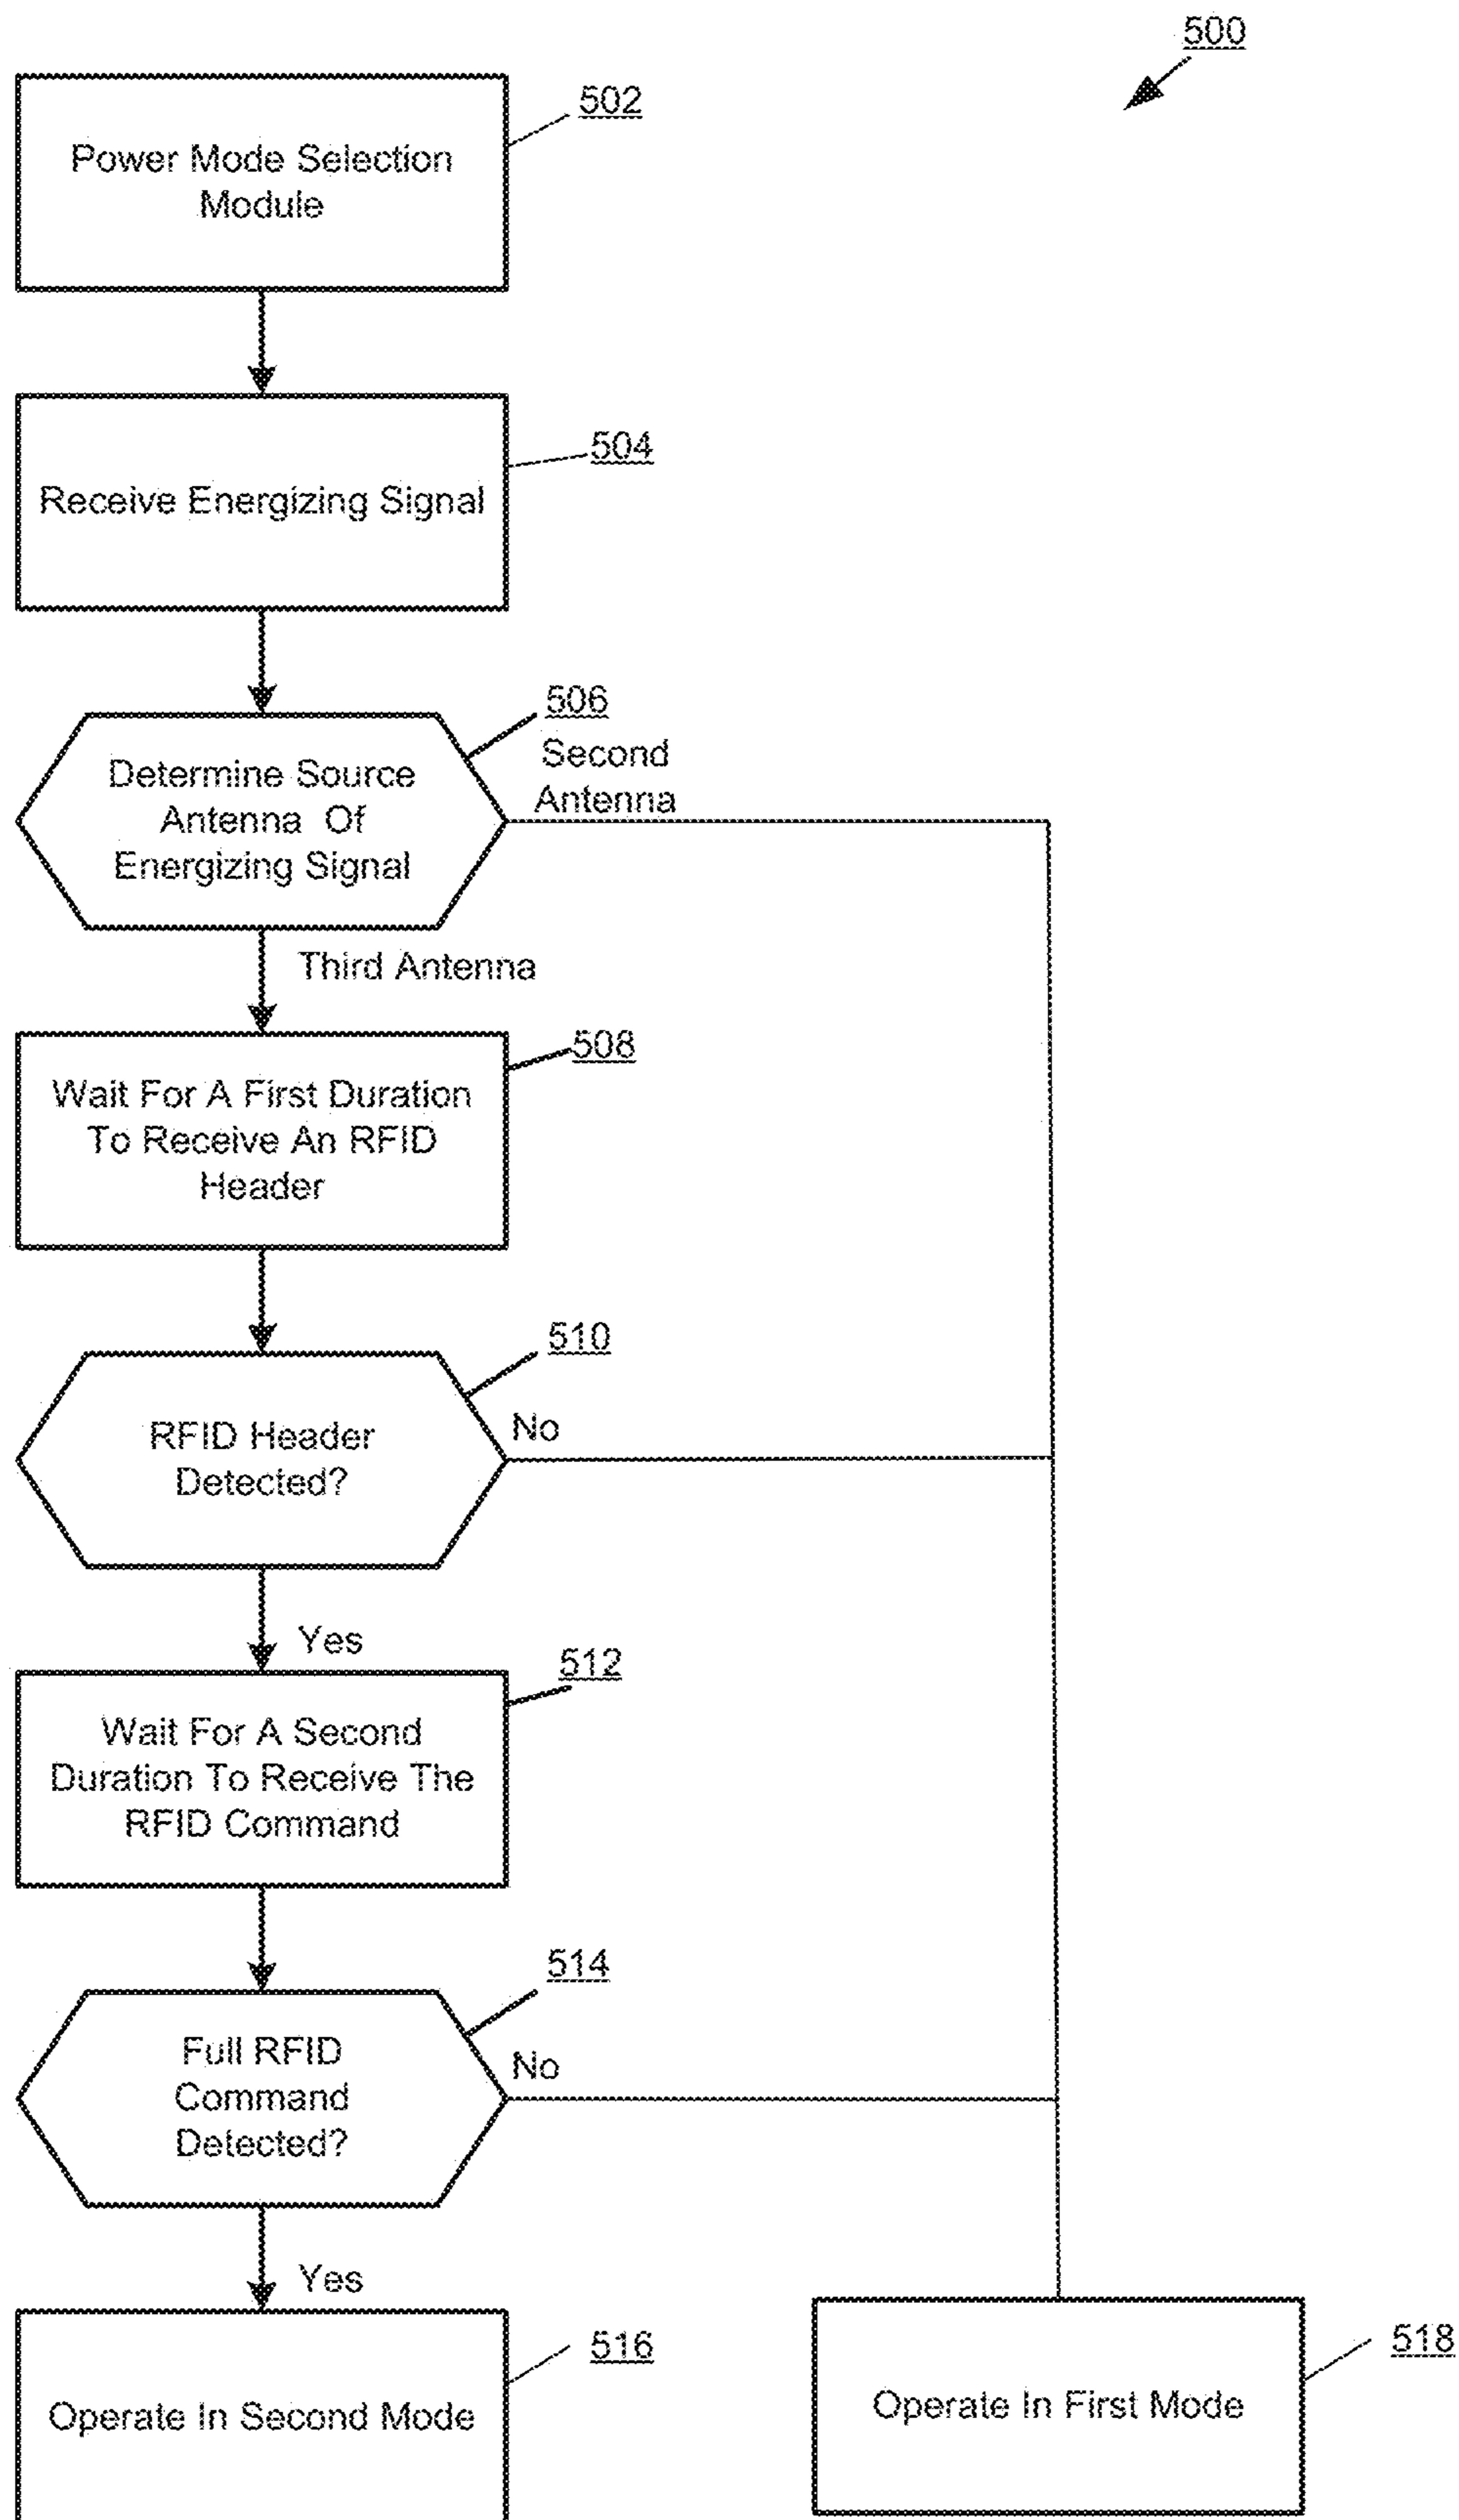 500
502
Power Mode Selection
Module
504
Receive Energizing Signal
506
Second
Antenna
Determine Source
Antenna Of
Energizing Signal
Third Antenna
508
Wait For A First Duration
To Receive An RFID
Header
510
RFID Header
Detected?
No
Yes
512
Wait For A Second
Duration To Receive The
RFID Command
514
Full RFID
Command
Detected?
No
Yes
516
Operate In Second Mode
518
Operate In First Mode